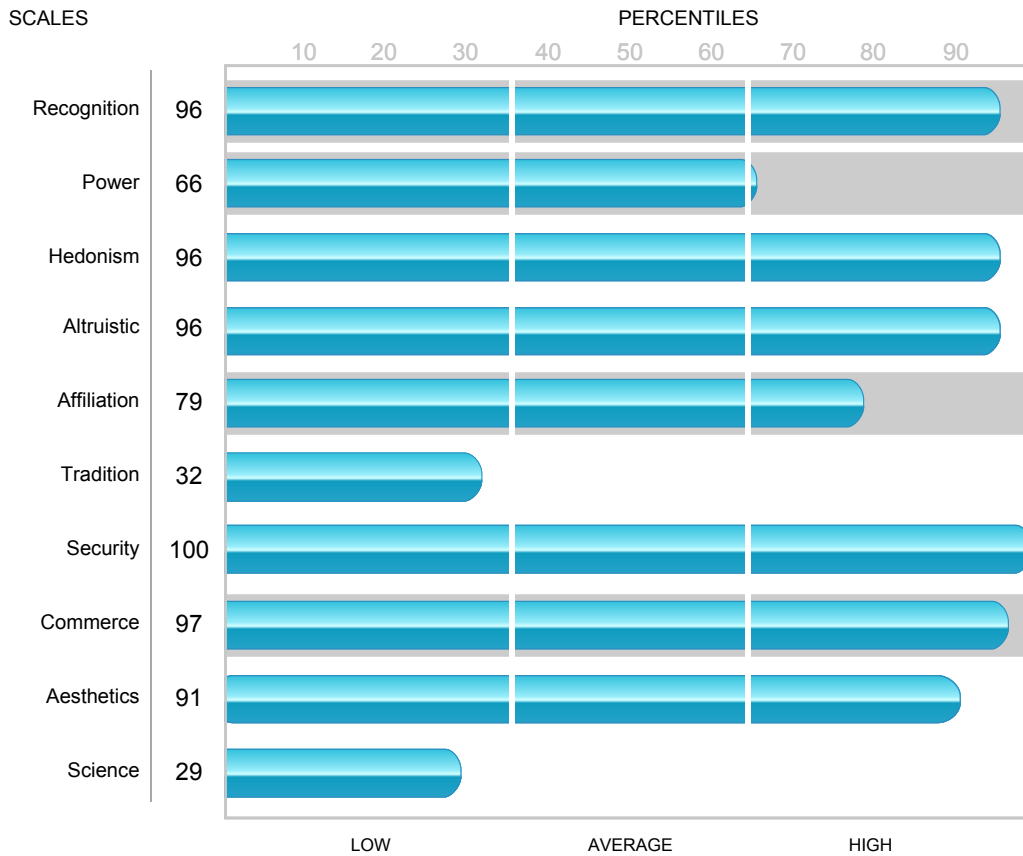 SCALES PERCENTILES
10 20 30 40 50 60 70 80 90
Recognition 96
Power 66
Hedonism 96
Altruistic 96
Affiliation 79
Tradition 32
Security 100
Commerce 97
Aesthetics 91
Science 29
LOW AVERAGE HIGH